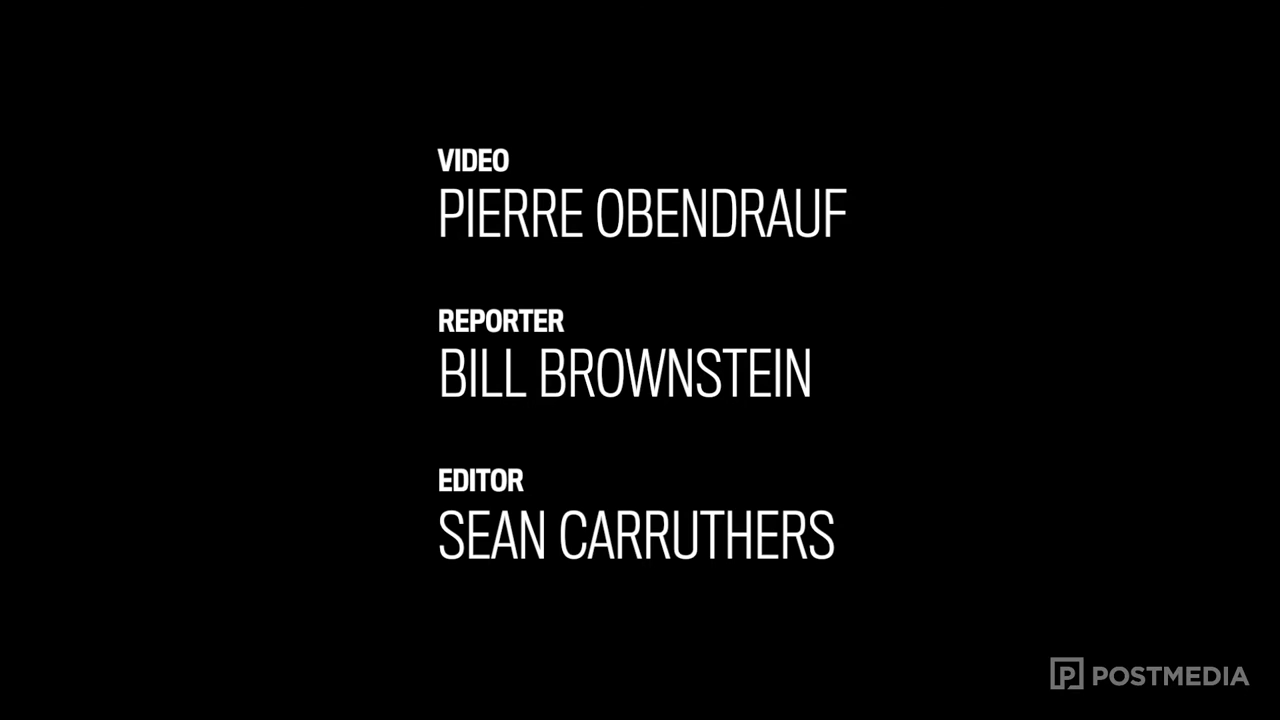 VIDEO
PIERRE OBENDRAUF
REPORTER
BILL BROWNSTEIN
EDITOR
SEAN CARRUTHERS
P POSTMEDIA